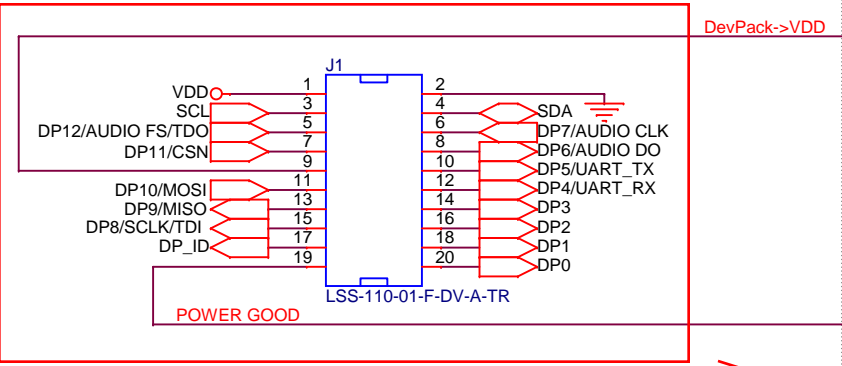 DevPack->VDD
J1
VDD 1 2
SCL 3 4 SDA
DP12/AUDIO FS/TDO 5 6 DP7/AUDIO CLK
DP11/CSN 7 8 DP6/AUDIO DO
9 10 DP5/UART_TX
DP10/MOSI 11 12 DP4/UART_RX
DP9/MISO 13 14 DP3
DP8/SCLK/TDI 15 16 DP2
DP_ID 17 18 DP1
19 20 DP0
LSS-110-01-F-DV-A-TR
POWER GOOD